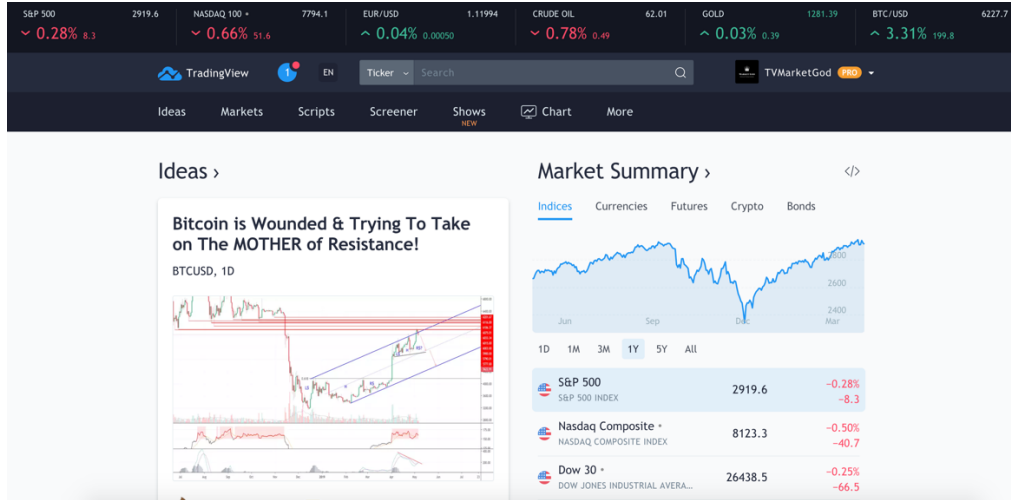 S&P 500 2919.6 NASDAQ 100 • 7794.1 EUR/USD 1.11994 CRUDE OIL 62.01 GOLD 1281.39 BTC/USD 6227.7
0.28% 8.3 0.66% 51.6 0.04% 0.00050 0.78% 0.49 0.03% 0.39 3.31% 199.8
TradingView 1 EN Ticker Search TVMarketGod PRO
Ideas Markets Scripts Screener Shows Chart More
NEW
Ideas ›
Bitcoin is Wounded & Trying To Take
on The MOTHER of Resistance!
BTCUSD, 1D
Market Summary › </>
Indices Currencies Futures Crypto Bonds
2800
2600
2400
Jun Sep Dec Mar
1D 1M 3M 1Y 5Y All
S&P 500 2919.6 −0.28%
S&P 500 INDEX −8.3
Nasdaq Composite • 8123.3 −0.50%
NASDAQ COMPOSITE INDEX −40.7
Dow 30 • 26438.5 −0.25%
DOW JONES INDUSTRIAL AVERA... −66.5